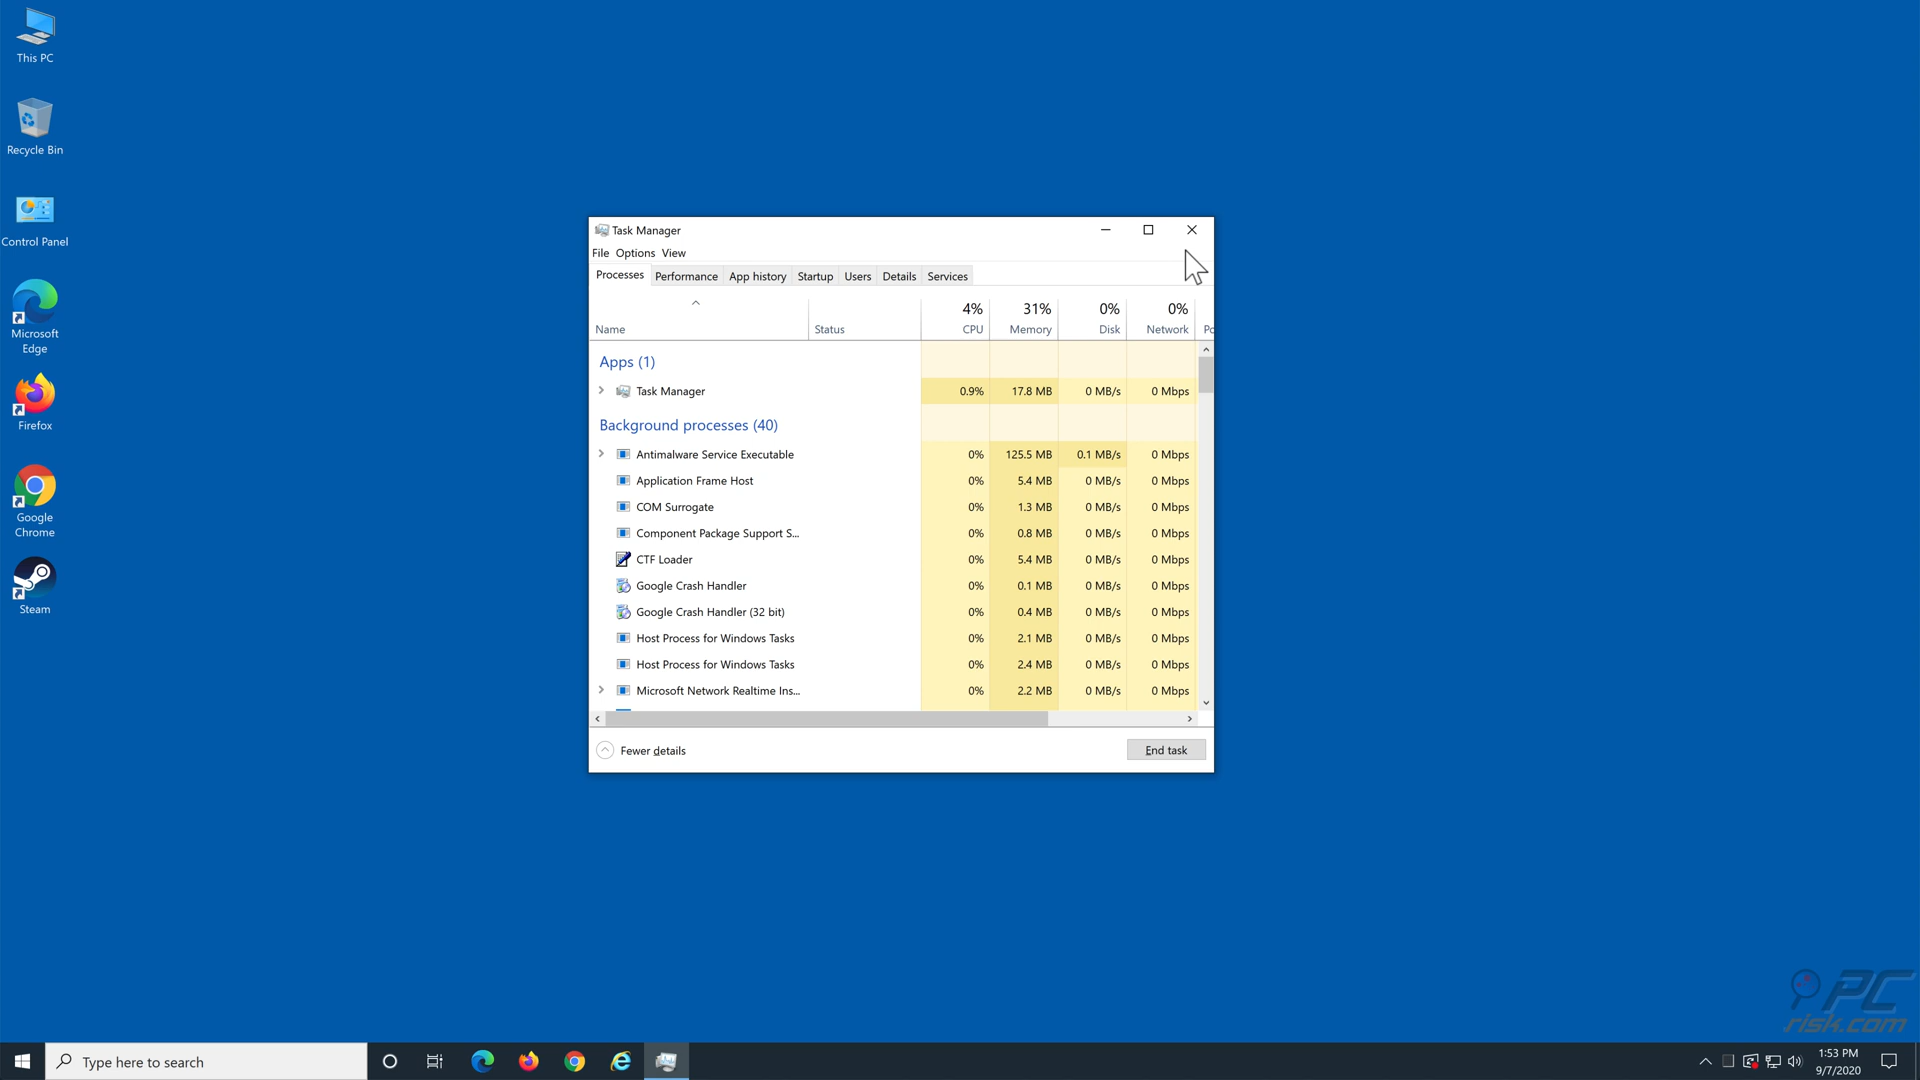 This PC
Recycle Bin
Control Panel
Microsoft
Edge
Firefox
Google
Chrome
Steam
Task Manager
File Options View
Processes Performance App history Startup Users Details Services
4% 31% 0% 0%
Name Status CPU Memory Disk Network Po
Apps (1)
Task Manager 0.9% 17.8 MB 0 MB/s 0 Mbps
Background processes (40)
Antimalware Service Executable 0% 125.5 MB 0.1 MB/s 0 Mbps
Application Frame Host 0% 5.4 MB 0 MB/s 0 Mbps
COM Surrogate 0% 1.3 MB 0 MB/s 0 Mbps
Component Package Support S... 0% 0.8 MB 0 MB/s 0 Mbps
CTF Loader 0% 5.4 MB 0 MB/s 0 Mbps
Google Crash Handler 0% 0.1 MB 0 MB/s 0 Mbps
Google Crash Handler (32 bit) 0% 0.4 MB 0 MB/s 0 Mbps
Host Process for Windows Tasks 0% 2.1 MB 0 MB/s 0 Mbps
Host Process for Windows Tasks 0% 2.4 MB 0 MB/s 0 Mbps
Microsoft Network Realtime Ins... 0% 2.2 MB 0 MB/s 0 Mbps
Fewer details End task
PC
risk.com
Type here to search
1:53 PM
9/7/2020